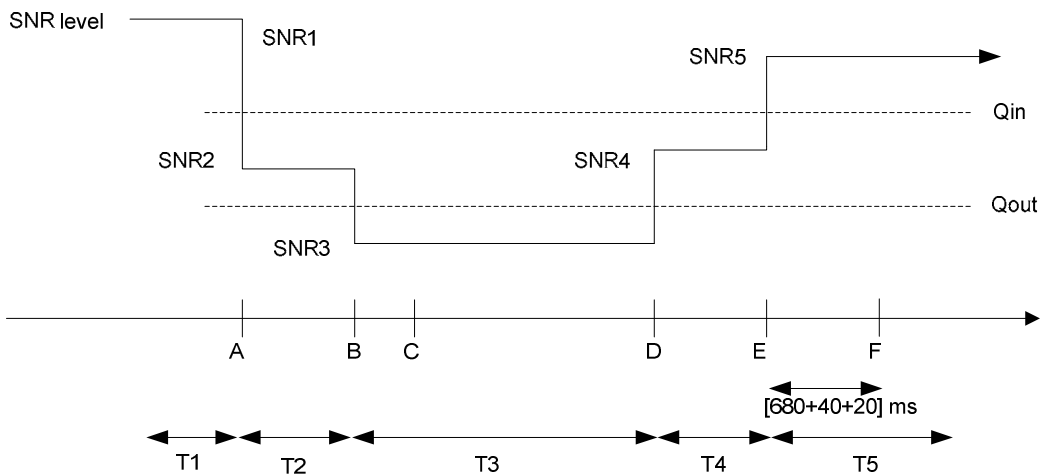 SNR level
SNR1
SNR5
Qin
SNR2
SNR4
Qout
SNR3
A
B
C
D
E
F
[680+40+20] ms
T1
T2
T3
T4
T5